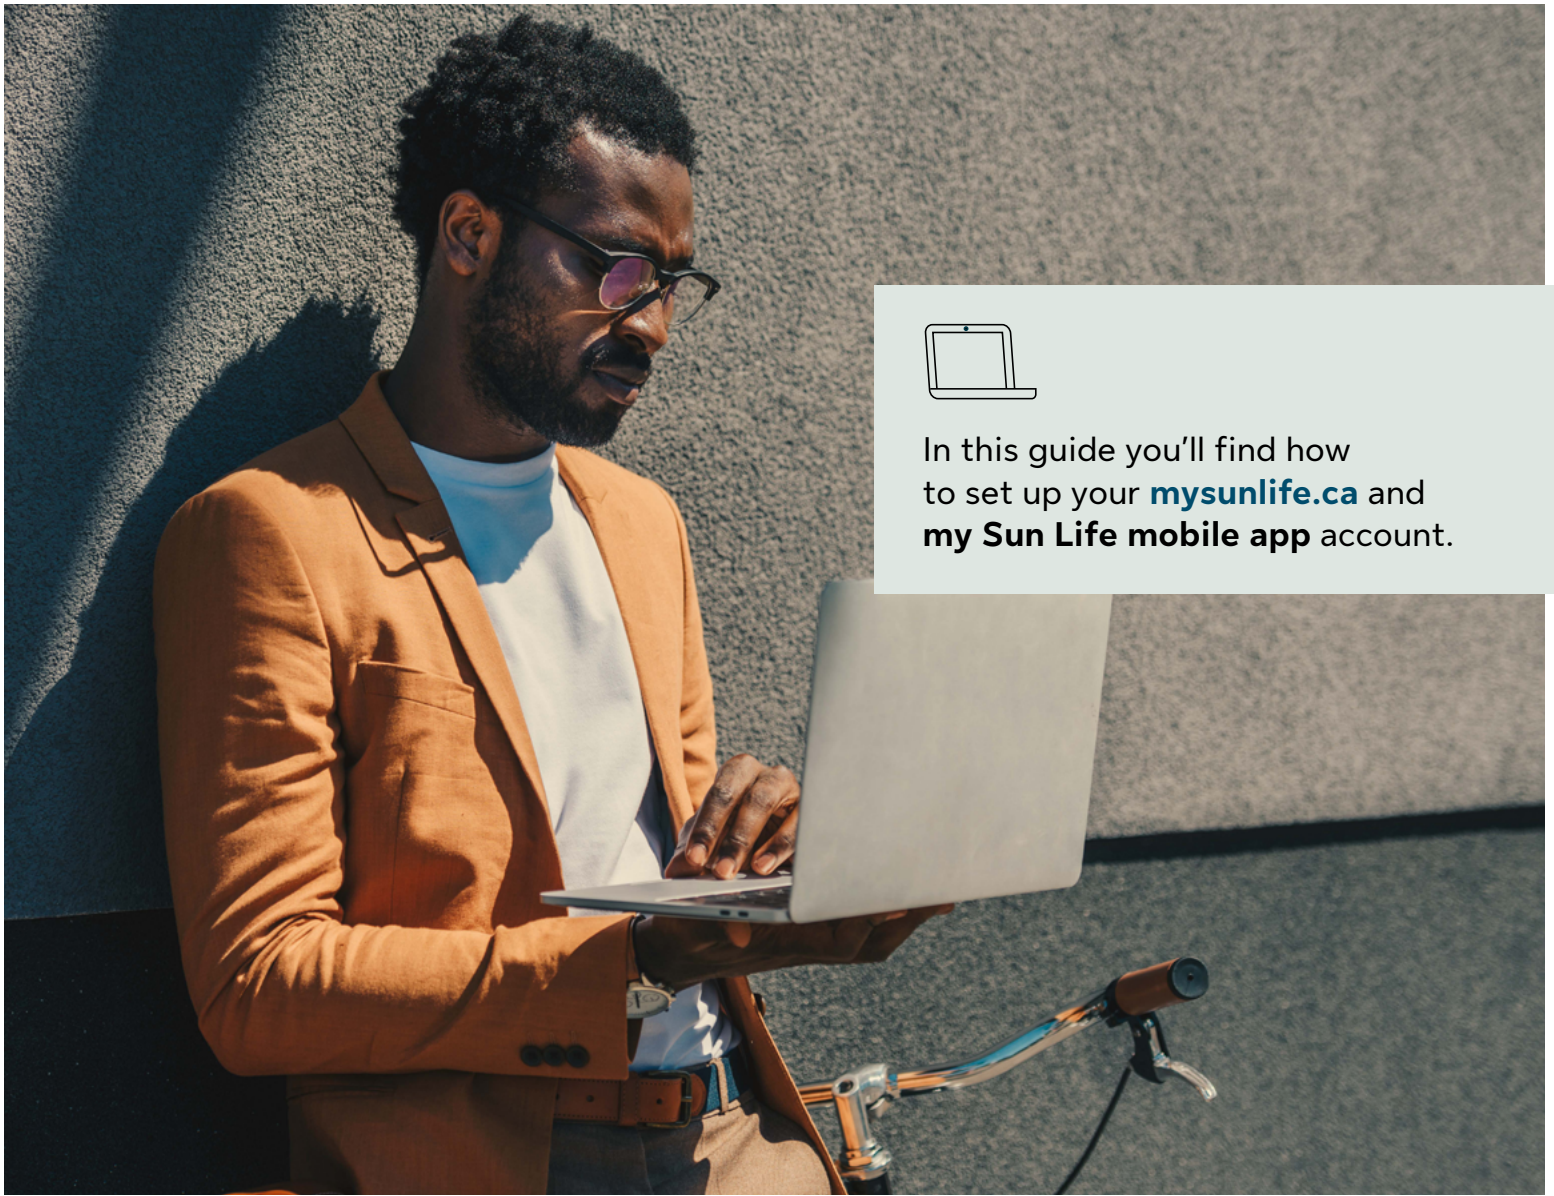 In this guide you’ll find how
to set up your mysunlife.ca and
my Sun Life mobile app account.